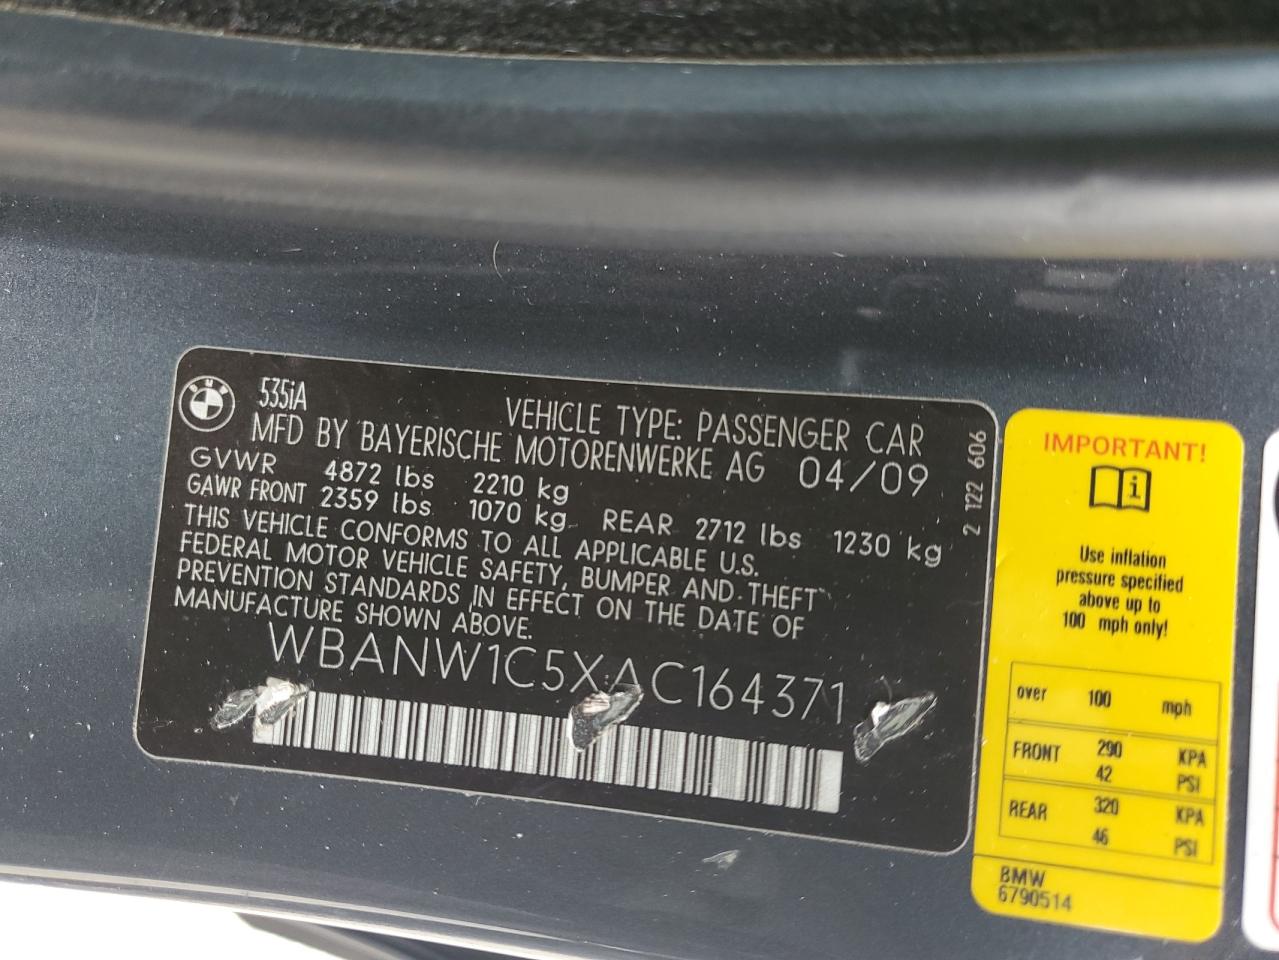 BMW
535iA
VEHICLE TYPE: PASSENGER CAR
MFD BY BAYERISCHE MOTORENWERKE AG 04/09
GVWR 4872 lbs 2210 kg
GAWR FRONT 2359 lbs 1070 kg REAR 2712 lbs 1230 kg
THIS VEHICLE CONFORMS TO ALL APPLICABLE U.S.
FEDERAL MOTOR VEHICLE SAFETY, BUMPER AND THEFT
PREVENTION STANDARDS IN EFFECT ON THE DATE OF
MANUFACTURE SHOWN ABOVE.
WBANW1C5XAC164371
2 122 606
IMPORTANT!
i
Use inflation
pressure specified
above up to
100 mph only!
over 100 mph
FRONT 290 KPA
42 PSI
REAR 320 KPA
46 PSI
BMW
6790514